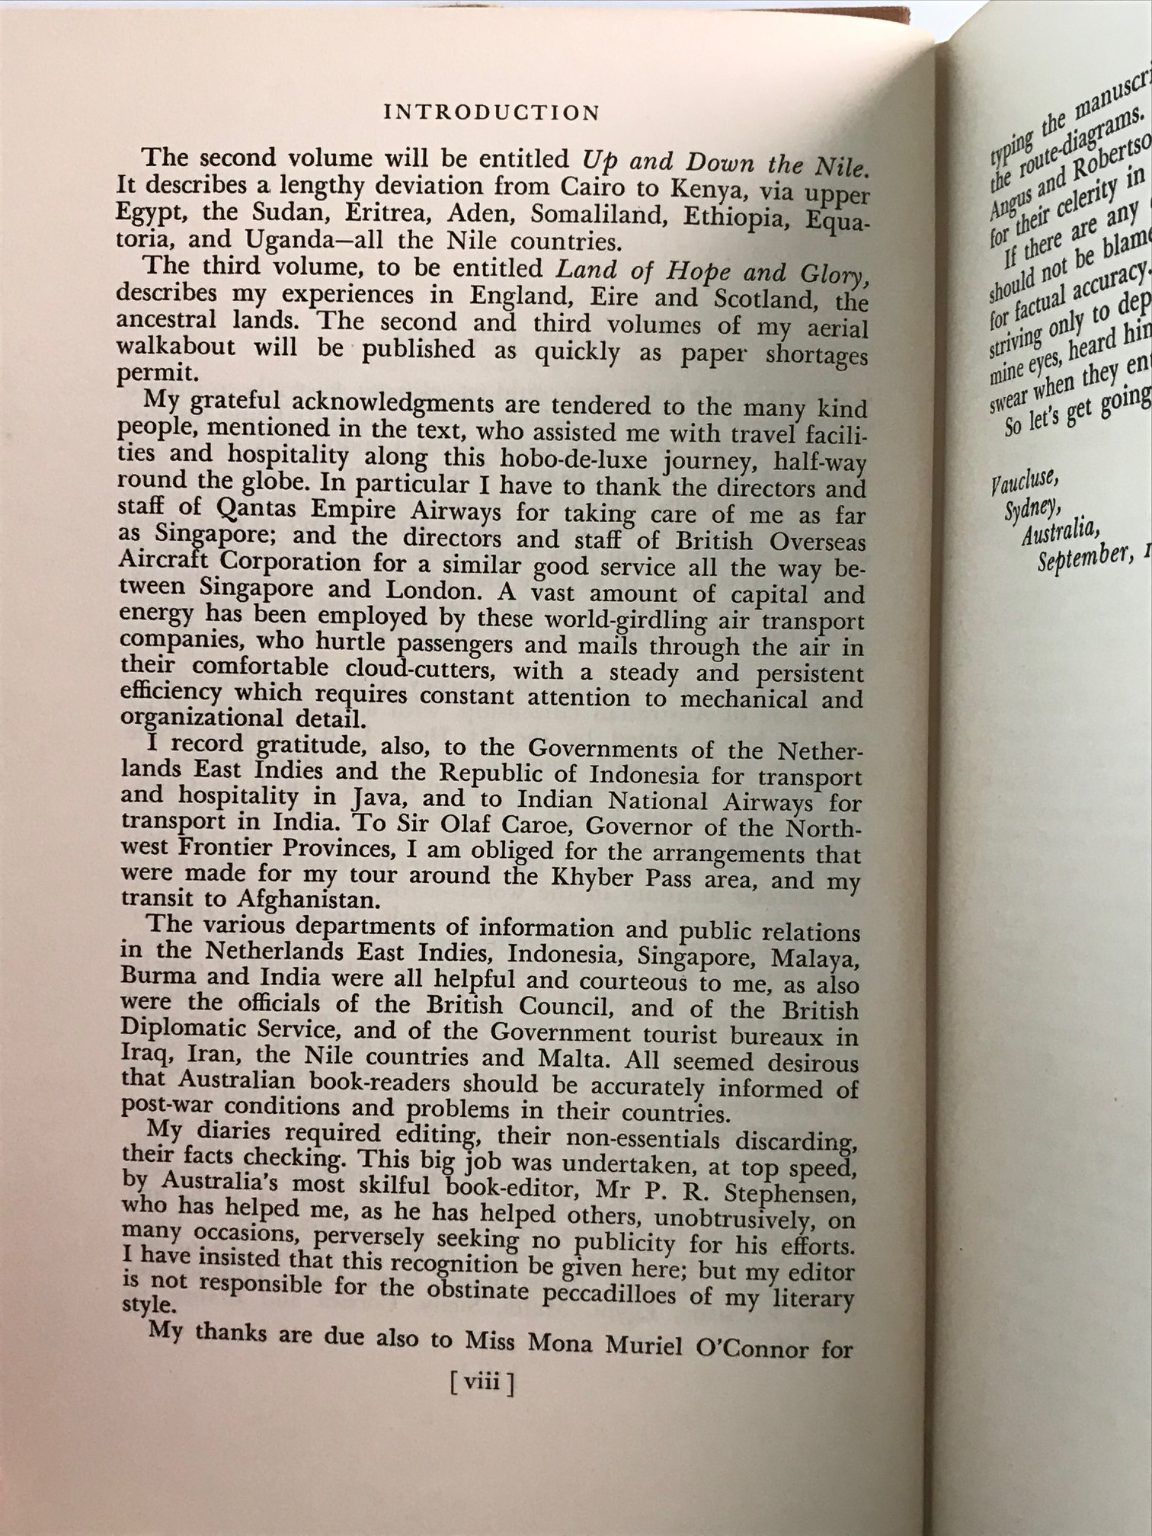 INTRODUCTION
The second volume will be entitled Up and Down the Nile.
It describes a lengthy deviation from Cairo to Kenya, via upper
Egypt, the Sudan, Eritrea, Aden, Somaliland, Ethiopia, Equa-
toria, and Uganda—all the Nile countries.
The third volume, to be entitled Land of Hope and Glory,
describes my experiences in England, Eire and Scotland, the
ancestral lands. The second and third volumes of my aerial
walkabout will be published as quickly as paper shortages
permit.
My grateful acknowledgments are tendered to the many kind
people, mentioned in the text, who assisted me with travel facili-
ties and hospitality along this hobo-de-luxe journey, half-way
round the globe. In particular I have to thank the directors and
staff of Qantas Empire Airways for taking care of me as far
as Singapore; and the directors and staff of British Overseas
Aircraft Corporation for a similar good service all the way be-
tween Singapore and London. A vast amount of capital and
energy has been employed by these world-girdling air transport
companies, who hurtle passengers and mails through the air in
their comfortable cloud-cutters, with a steady and persistent
efficiency which requires constant attention to mechanical and
organizational detail.
I record gratitude, also, to the Governments of the Nether-
lands East Indies and the Republic of Indonesia for transport
and hospitality in Java, and to Indian National Airways for
transport in India. To Sir Olaf Caroe, Governor of the North-
west Frontier Provinces, I am obliged for the arrangements that
were made for my tour around the Khyber Pass area, and my
transit to Afghanistan.
The various departments of information and public relations
in the Netherlands East Indies, Indonesia, Singapore, Malaya,
Burma and India were all helpful and courteous to me, as also
were the officials of the British Council, and of the British
Diplomatic Service, and of the Government tourist bureaux in
Iraq, Iran, the Nile countries and Malta. All seemed desirous
that Australian book-readers should be accurately informed of
post-war conditions and problems in their countries.
My diaries required editing, their non-essentials discarding,
their facts checking. This big job was undertaken, at top speed,
by Australia's most skilful book-editor, Mr P. R. Stephensen,
who has helped me, as he has helped others, unobtrusively, on
many occasions, perversely seeking no publicity for his efforts.
I have insisted that this recognition be given here; but my editor
is not responsible for the obstinate peccadilloes of my literary
style.
My thanks are due also to Miss Mona Muriel O'Connor for
[ viii ]
typing the manuscri
the route-diagrams.
Angus and Robertso
for their celerity in
If there are any
should not be blame
for factual accuracy.
striving only to dep
mine eyes, heard
swear when they
So let's get going
Vaucluse,
Sydney,
Australia,
September,